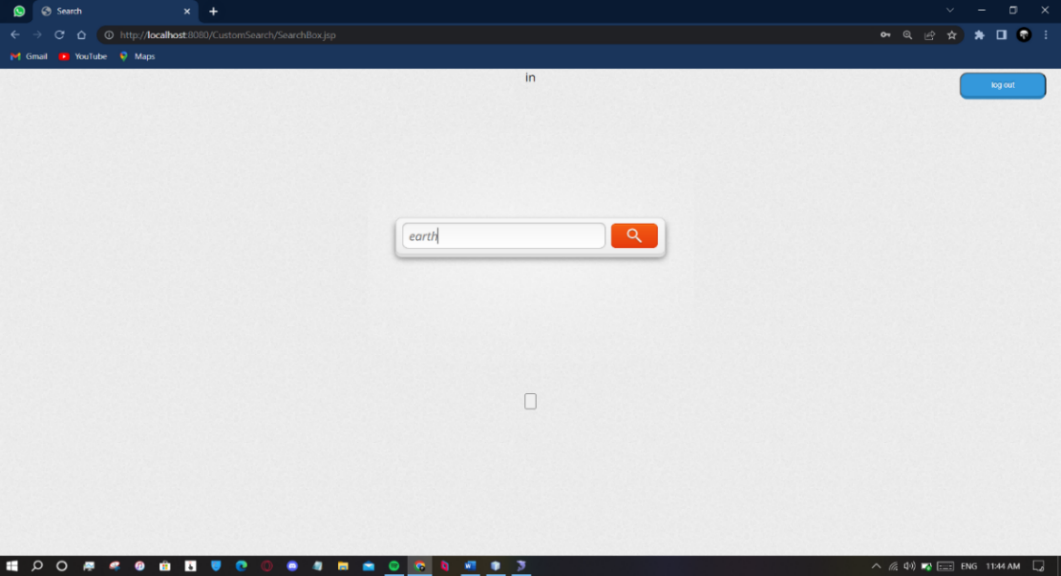 Search
http://localhost:8080/CustomSearch/SearchBox.jsp
Gmail YouTube Maps
in
log out
earth
ENG 11:44 AM